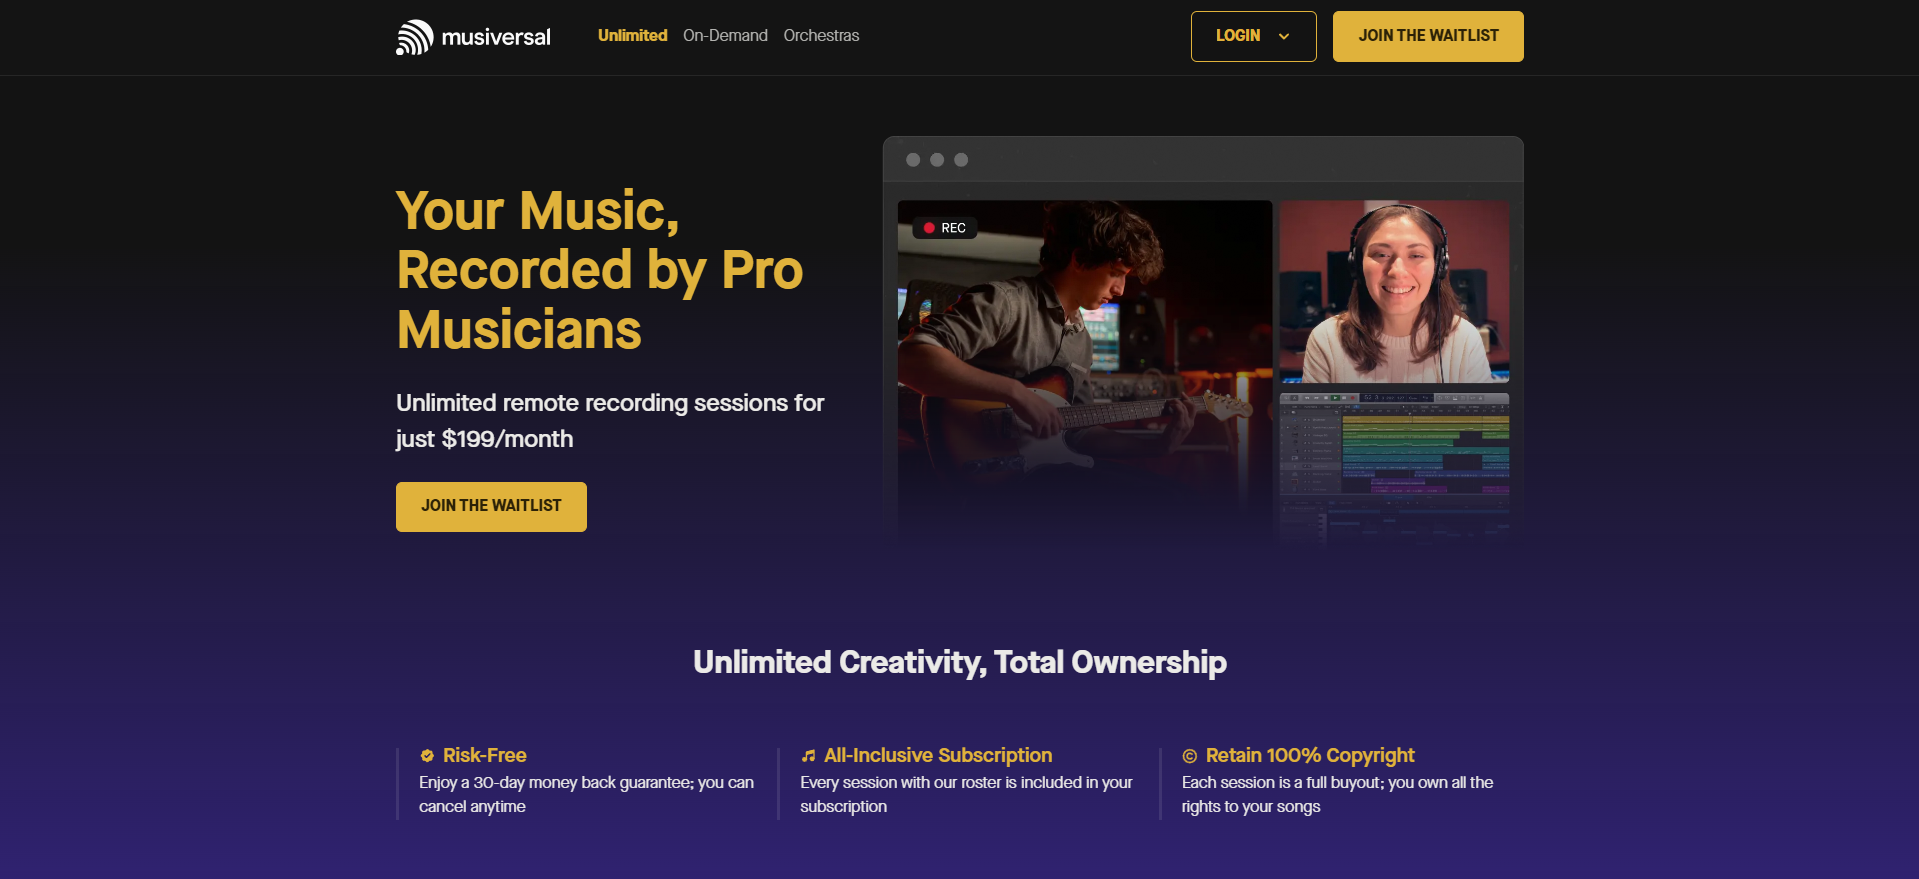 musiversal
Unlimited
On-Demand
Orchestras
LOGIN
JOIN THE WAITLIST
Your Music,
Recorded by Pro
Musicians
Unlimited remote recording sessions for
just $199/month
JOIN THE WAITLIST
REC
Unlimited Creativity, Total Ownership
Risk-Free
Enjoy a 30-day money back guarantee; you can
cancel anytime
All-Inclusive Subscription
Every session with our roster is included in your
subscription
Retain 100% Copyright
Each session is a full buyout; you own all the
rights to your songs